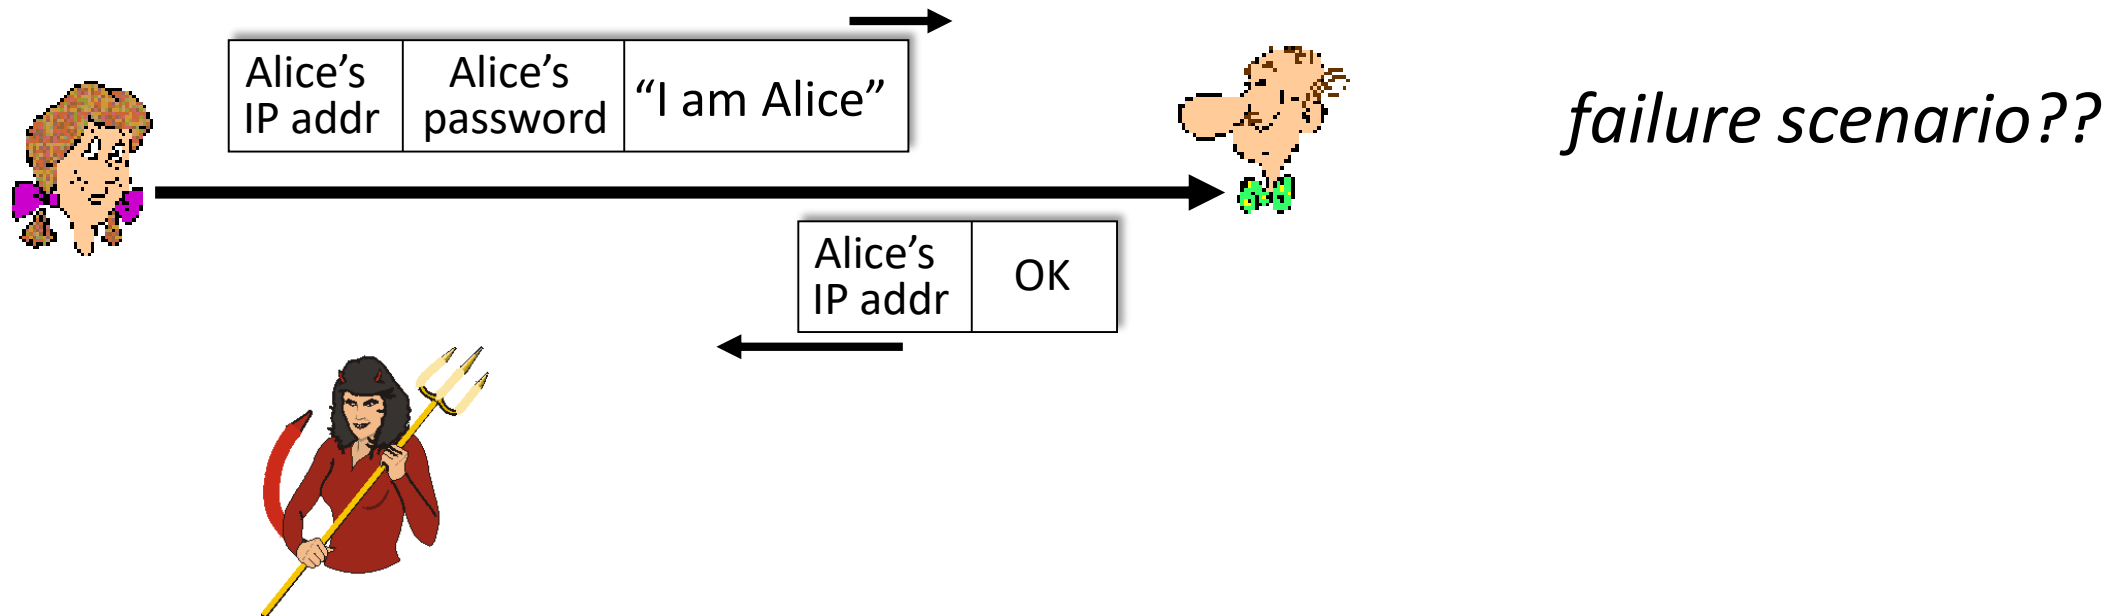 Alice’s
IP addr
Alice’s
password
“I am Alice”
failure scenario??
Alice’s
IP addr
OK